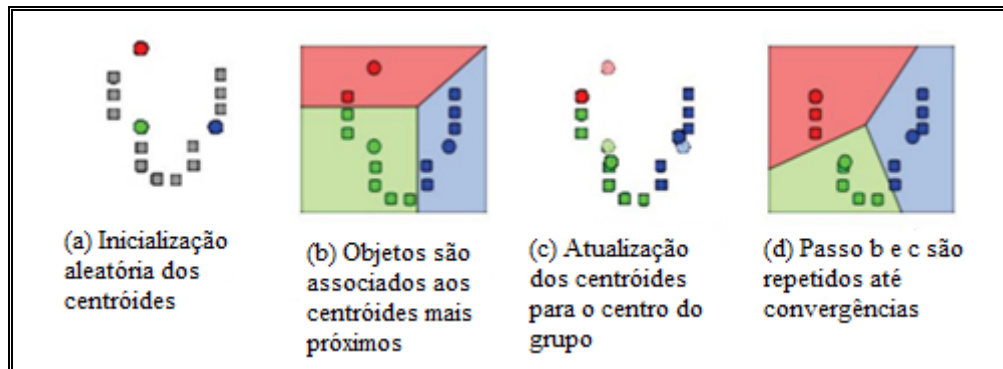 (a) Inicialização
aleatória dos
centróides
(b) Objetos são
associados aos
centróides mais
próximos
(c) Atualização
dos centróides
para o centro do
grupo
(d) Passo b e c são
repetidos até
convergências